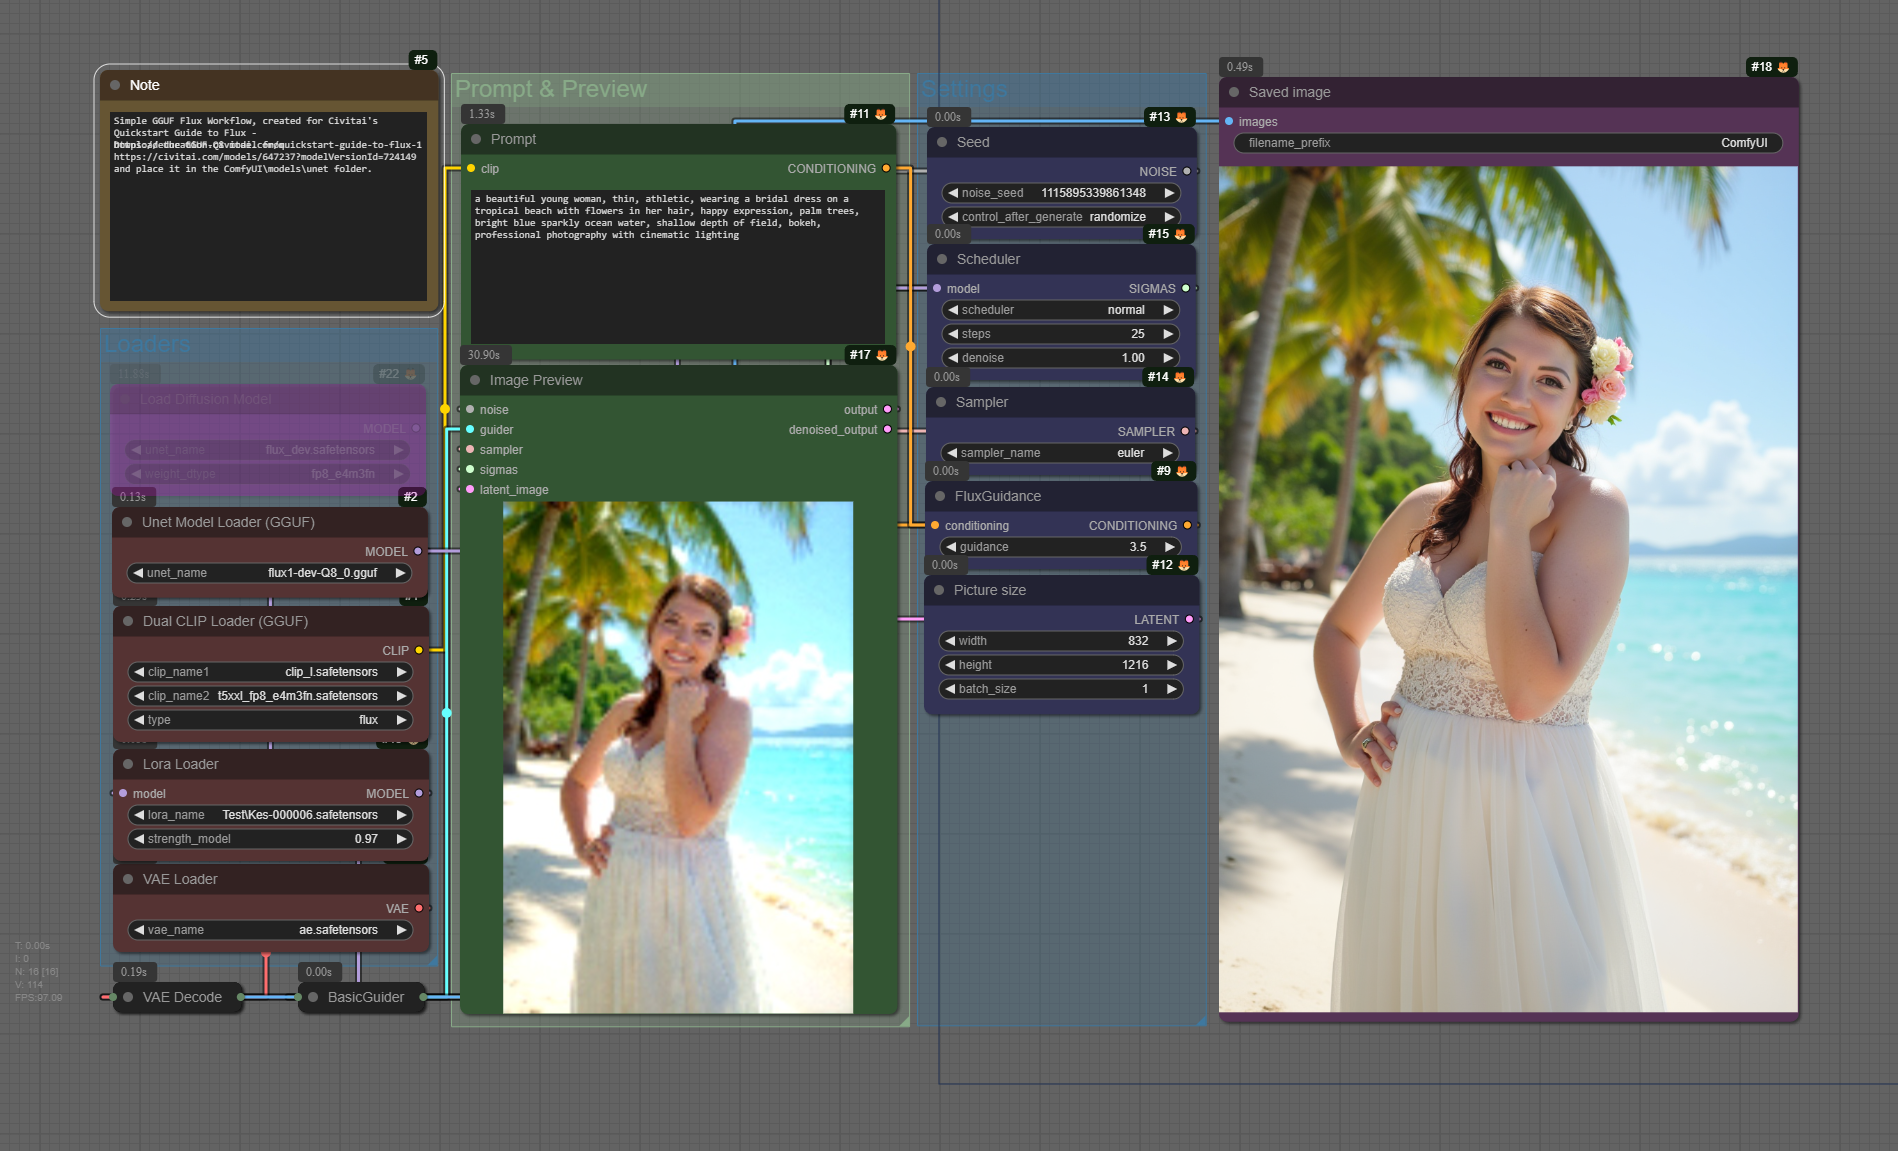 #5
Note
Simple GGUF Flux Workflow, created for Civitai's
Quickstart Guide to Flux -
https://civitai.com/models/647237?modelVersionId=724149
and place it in the ComfyUI\models\unet folder.
Loaders
11.88s
#22
Load Diffusion Model
MODEL
unet_name flux_dev.safetensors
weight_dtype fp8_e4m3fn
0.13s
#2
Unet Model Loader (GGUF)
MODEL
unet_name flux1-dev-Q8_0.gguf
Dual CLIP Loader (GGUF)
CLIP
clip_name1 clip_l.safetensors
clip_name2 t5xxl_fp8_e4m3fn.safetensors
type flux
Lora Loader
model MODEL
lora_name Test\Kes-000006.safetensors
strength_model 0.97
VAE Loader
VAE
vae_name ae.safetensors
T: 0.00s
I: 0
N: 16 [16]
V: 114
FPS:97.09
0.19s
VAE Decode
0.00s
BasicGuider
Prompt & Preview
1.33s
#11
Prompt
clip CONDITIONING
a beautiful young woman, thin, athletic, wearing a bridal dress on a
tropical beach with flowers in her hair, happy expression, palm trees,
bright blue sparkly ocean water, shallow depth of field, bokeh,
professional photography with cinematic lighting
30.90s
#17
Image Preview
noise output
guider denoised_output
sampler
sigmas
latent_image
Settings
0.00s
#13
Seed
NOISE
noise_seed 1115895339861348
control_after_generate randomize
0.00s
#15
Scheduler
model SIGMAS
scheduler normal
steps 25
denoise 1.00
0.00s
#14
Sampler
SAMPLER
sampler_name euler
0.00s
#9
FluxGuidance
conditioning CONDITIONING
guidance 3.5
0.00s
#12
Picture size
LATENT
width 832
height 1216
batch_size 1
0.49s
#18
Saved image
images
filename_prefix ComfyUI